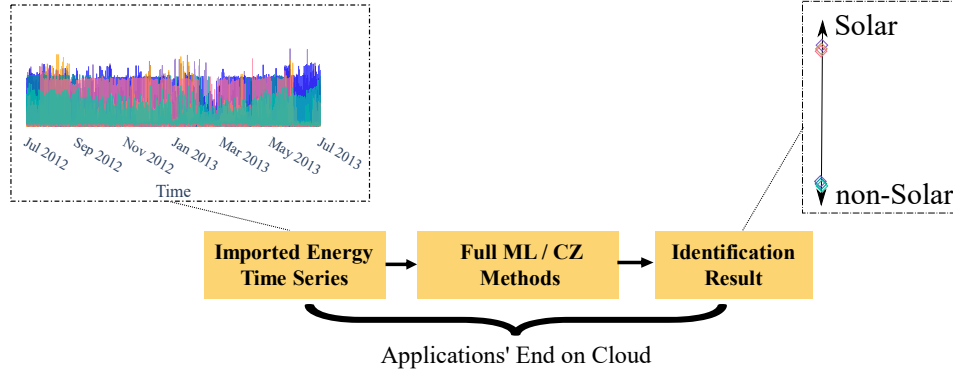 Solar
non-Solar
Jul 2012
Sep 2012
Nov 2012
Jan 2013
Mar 2013
May 2013
Jul 2013
Time
Imported Energy
Time Series
Full ML / CZ
Methods
Identification
Result
Applications' End on Cloud